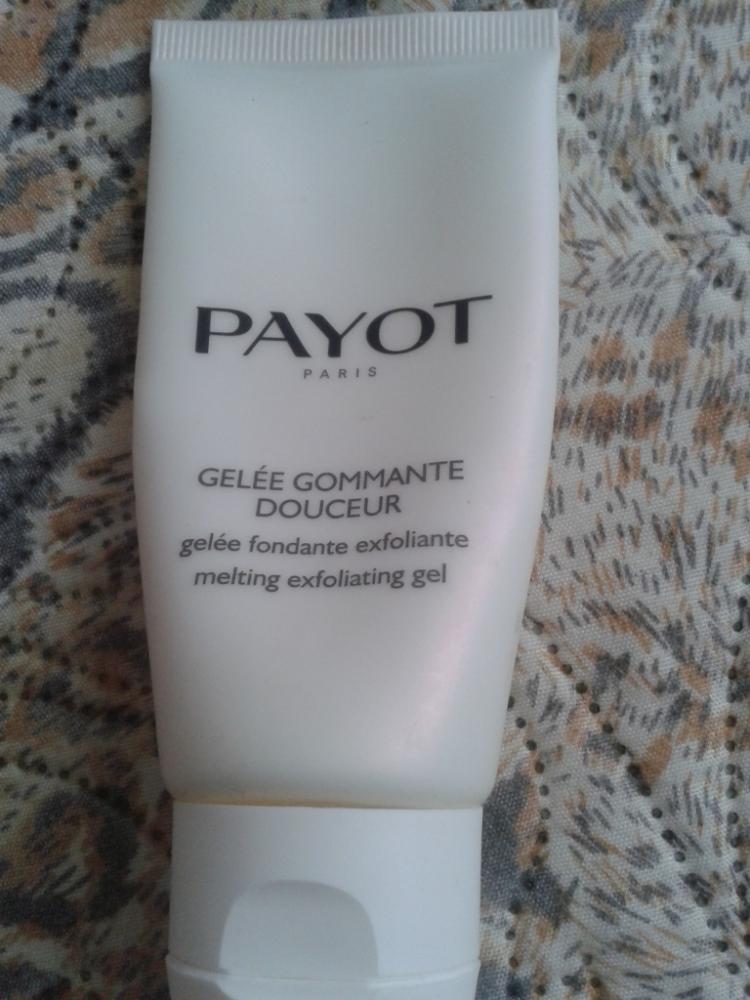 PAYOT
PARIS
GELÉE GOMMANTE
DOUCEUR
gelée fondante exfoliante
melting exfoliating gel